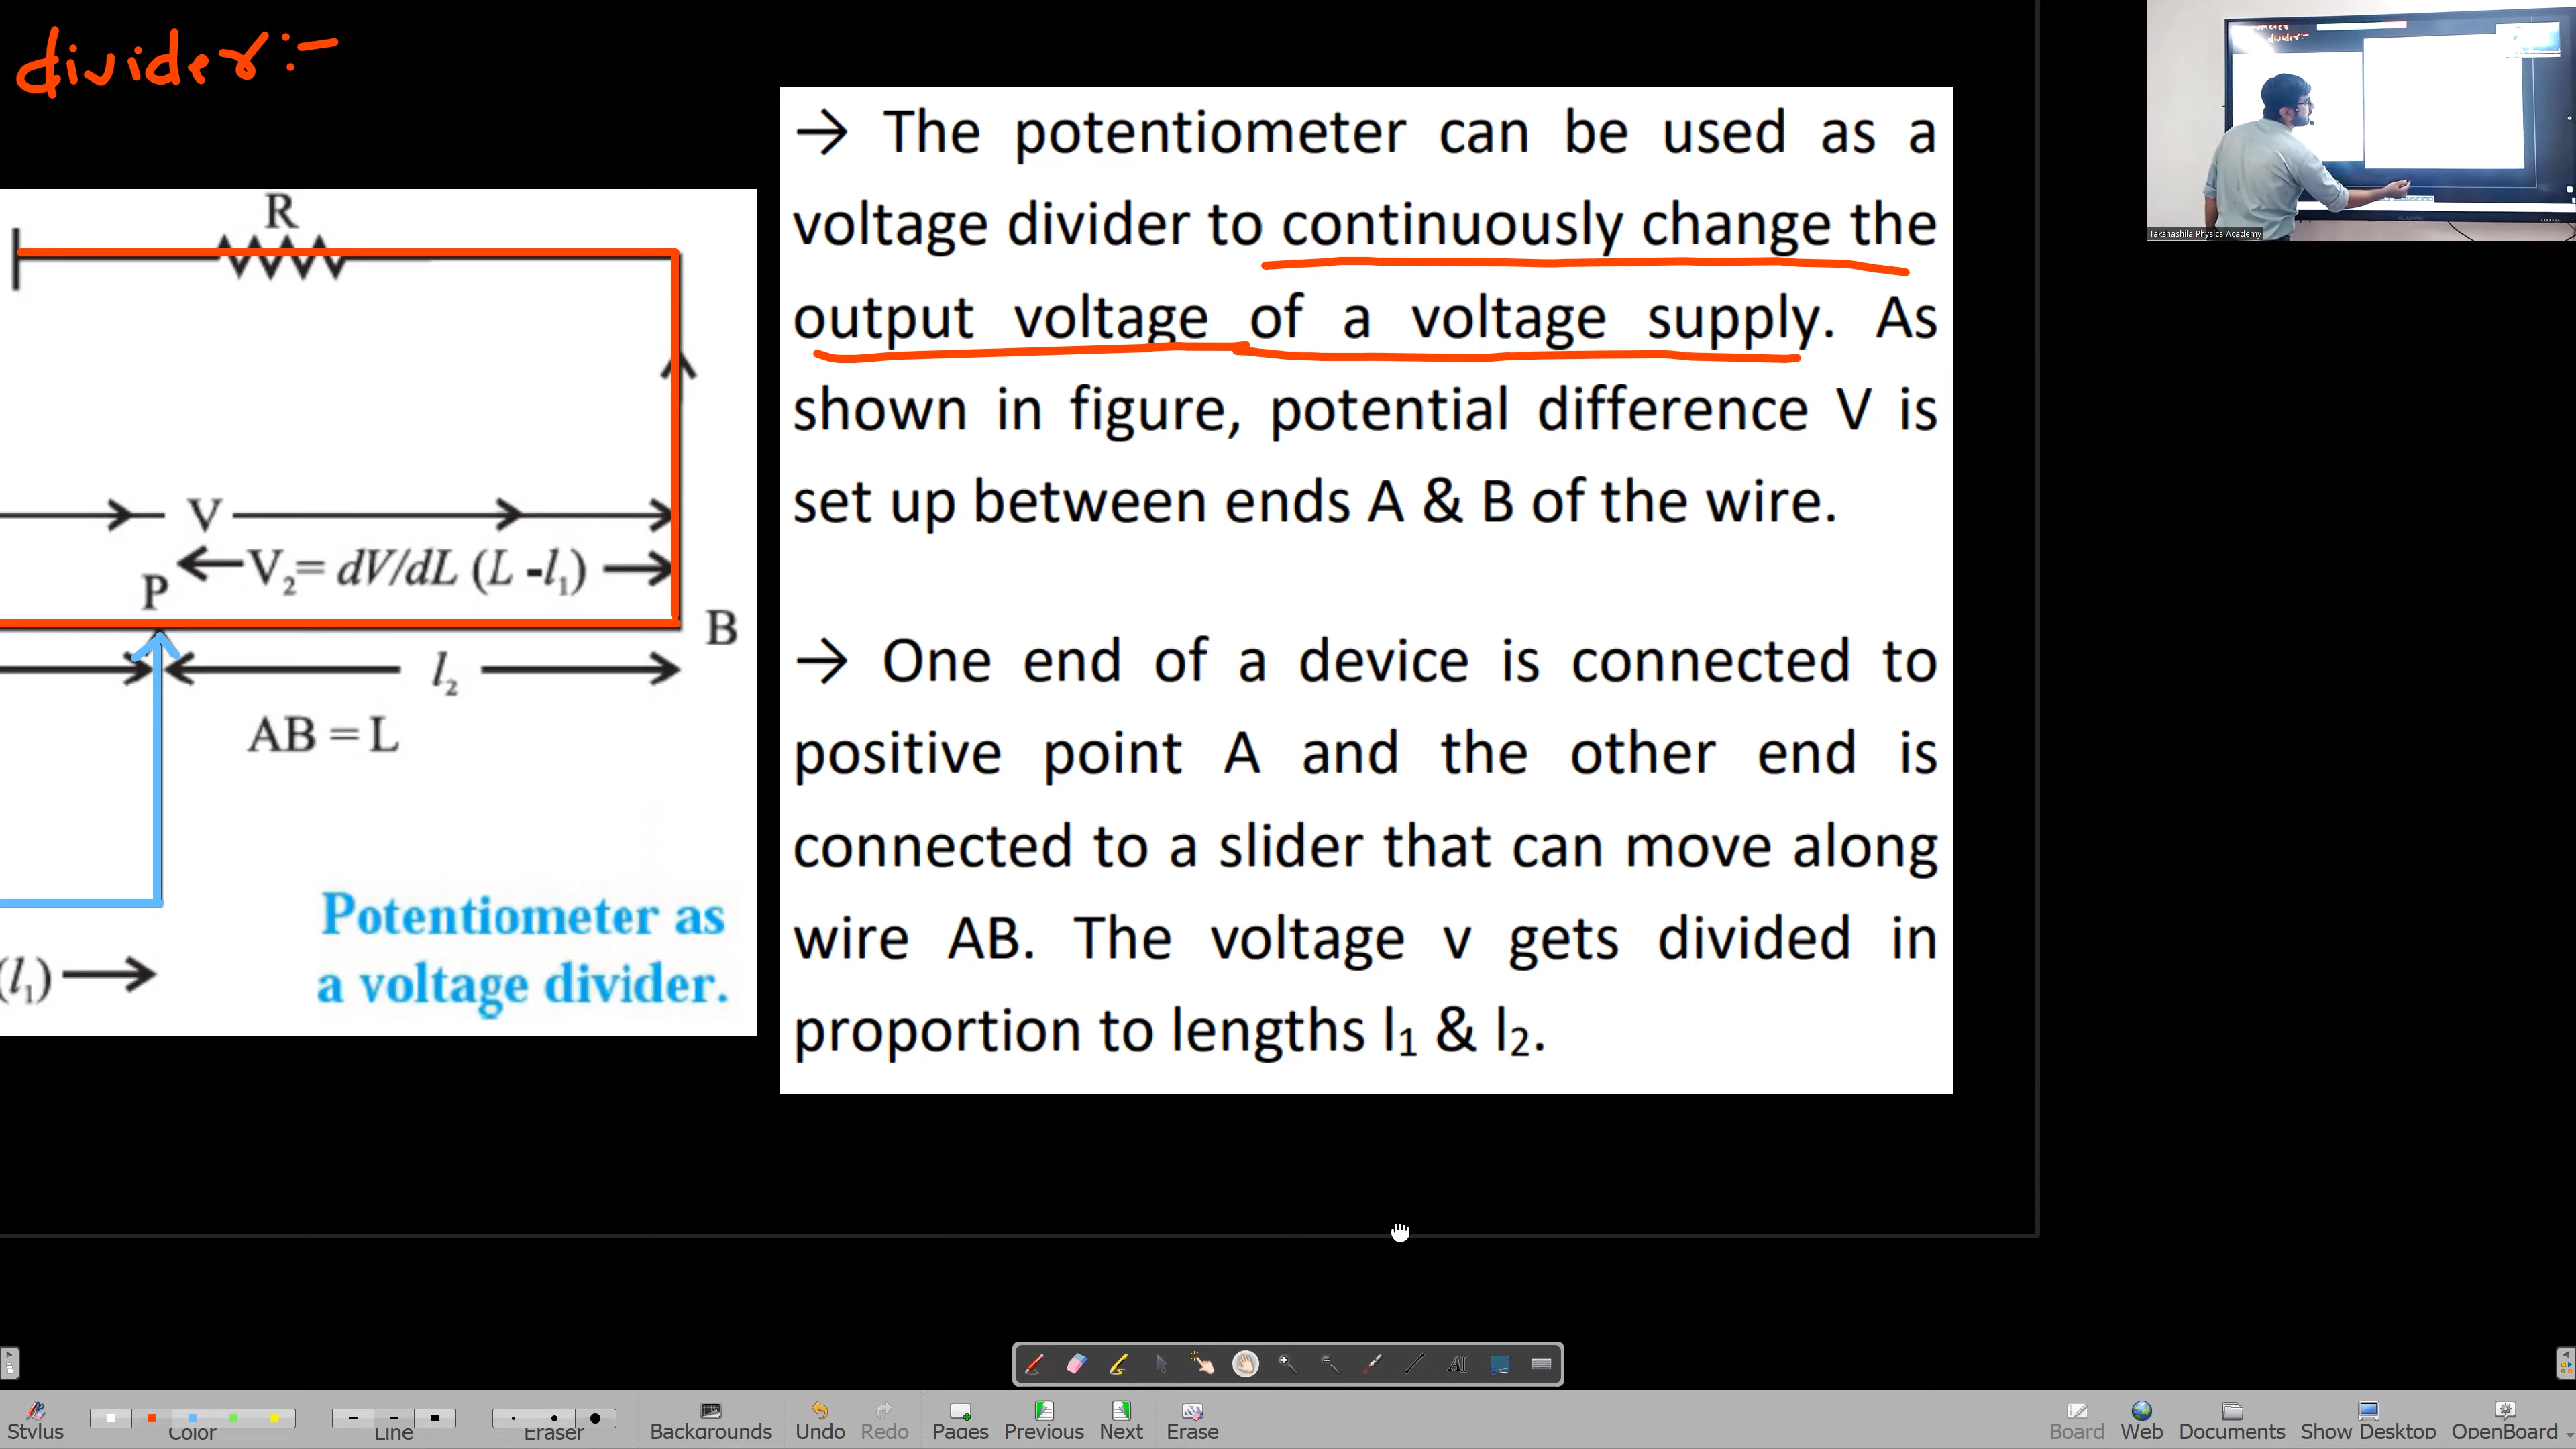 divider:-
R
V
V₂= dV/dL (L -l₁)
P
B
l₂
AB = L
(l₁)
Potentiometer as
a voltage divider.
→ The potentiometer can be used as a
voltage divider to continuously change the
output voltage of a voltage supply. As
shown in figure, potential difference V is
set up between ends A & B of the wire.
→ One end of a device is connected to
positive point A and the other end is
connected to a slider that can move along
wire AB. The voltage v gets divided in
proportion to lengths l₁ & l₂.
divider:-
Takshashila Physics Academy
Stylus
Color
Line
Eraser
Backgrounds
Undo
Redo
Pages
Previous
Next
Erase
Board
Web
Documents
Show Desktop
OpenBoard